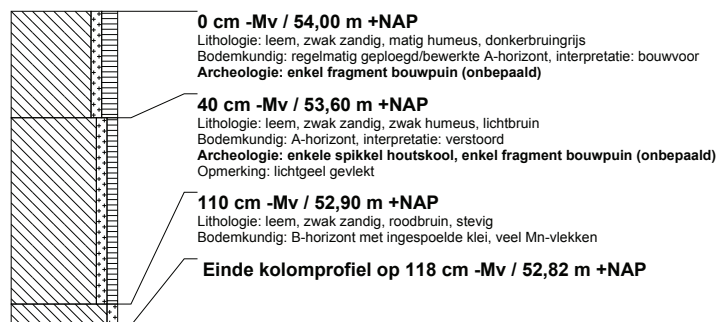 0 cm -Mv / 54,00 m +NAP
Lithologie: leem, zwak zandig, matig humeus, donkerbruingrijs
Bodemkundig: regelmatig geploegd/bewerkte A-horizont, interpretatie: bouwvoor
Archeologie: enkel fragment bouwpuin (onbepaald)
40 cm -Mv / 53,60 m +NAP
Lithologie: leem, zwak zandig, zwak humeus, lichtbruin
Bodemkundig: A-horizont, interpretatie: verstoord
Archeologie: enkele spikkel houtskool, enkel fragment bouwpuin (onbepaald)
Opmerking: lichtgeel gevlekt
110 cm -Mv / 52,90 m +NAP
Lithologie: leem, zwak zandig, roodbruin, stevig
Bodemkundig: B-horizont met ingespoelde klei, veel Mn-vlekken
Einde kolomprofiel op 118 cm -Mv / 52,82 m +NAP